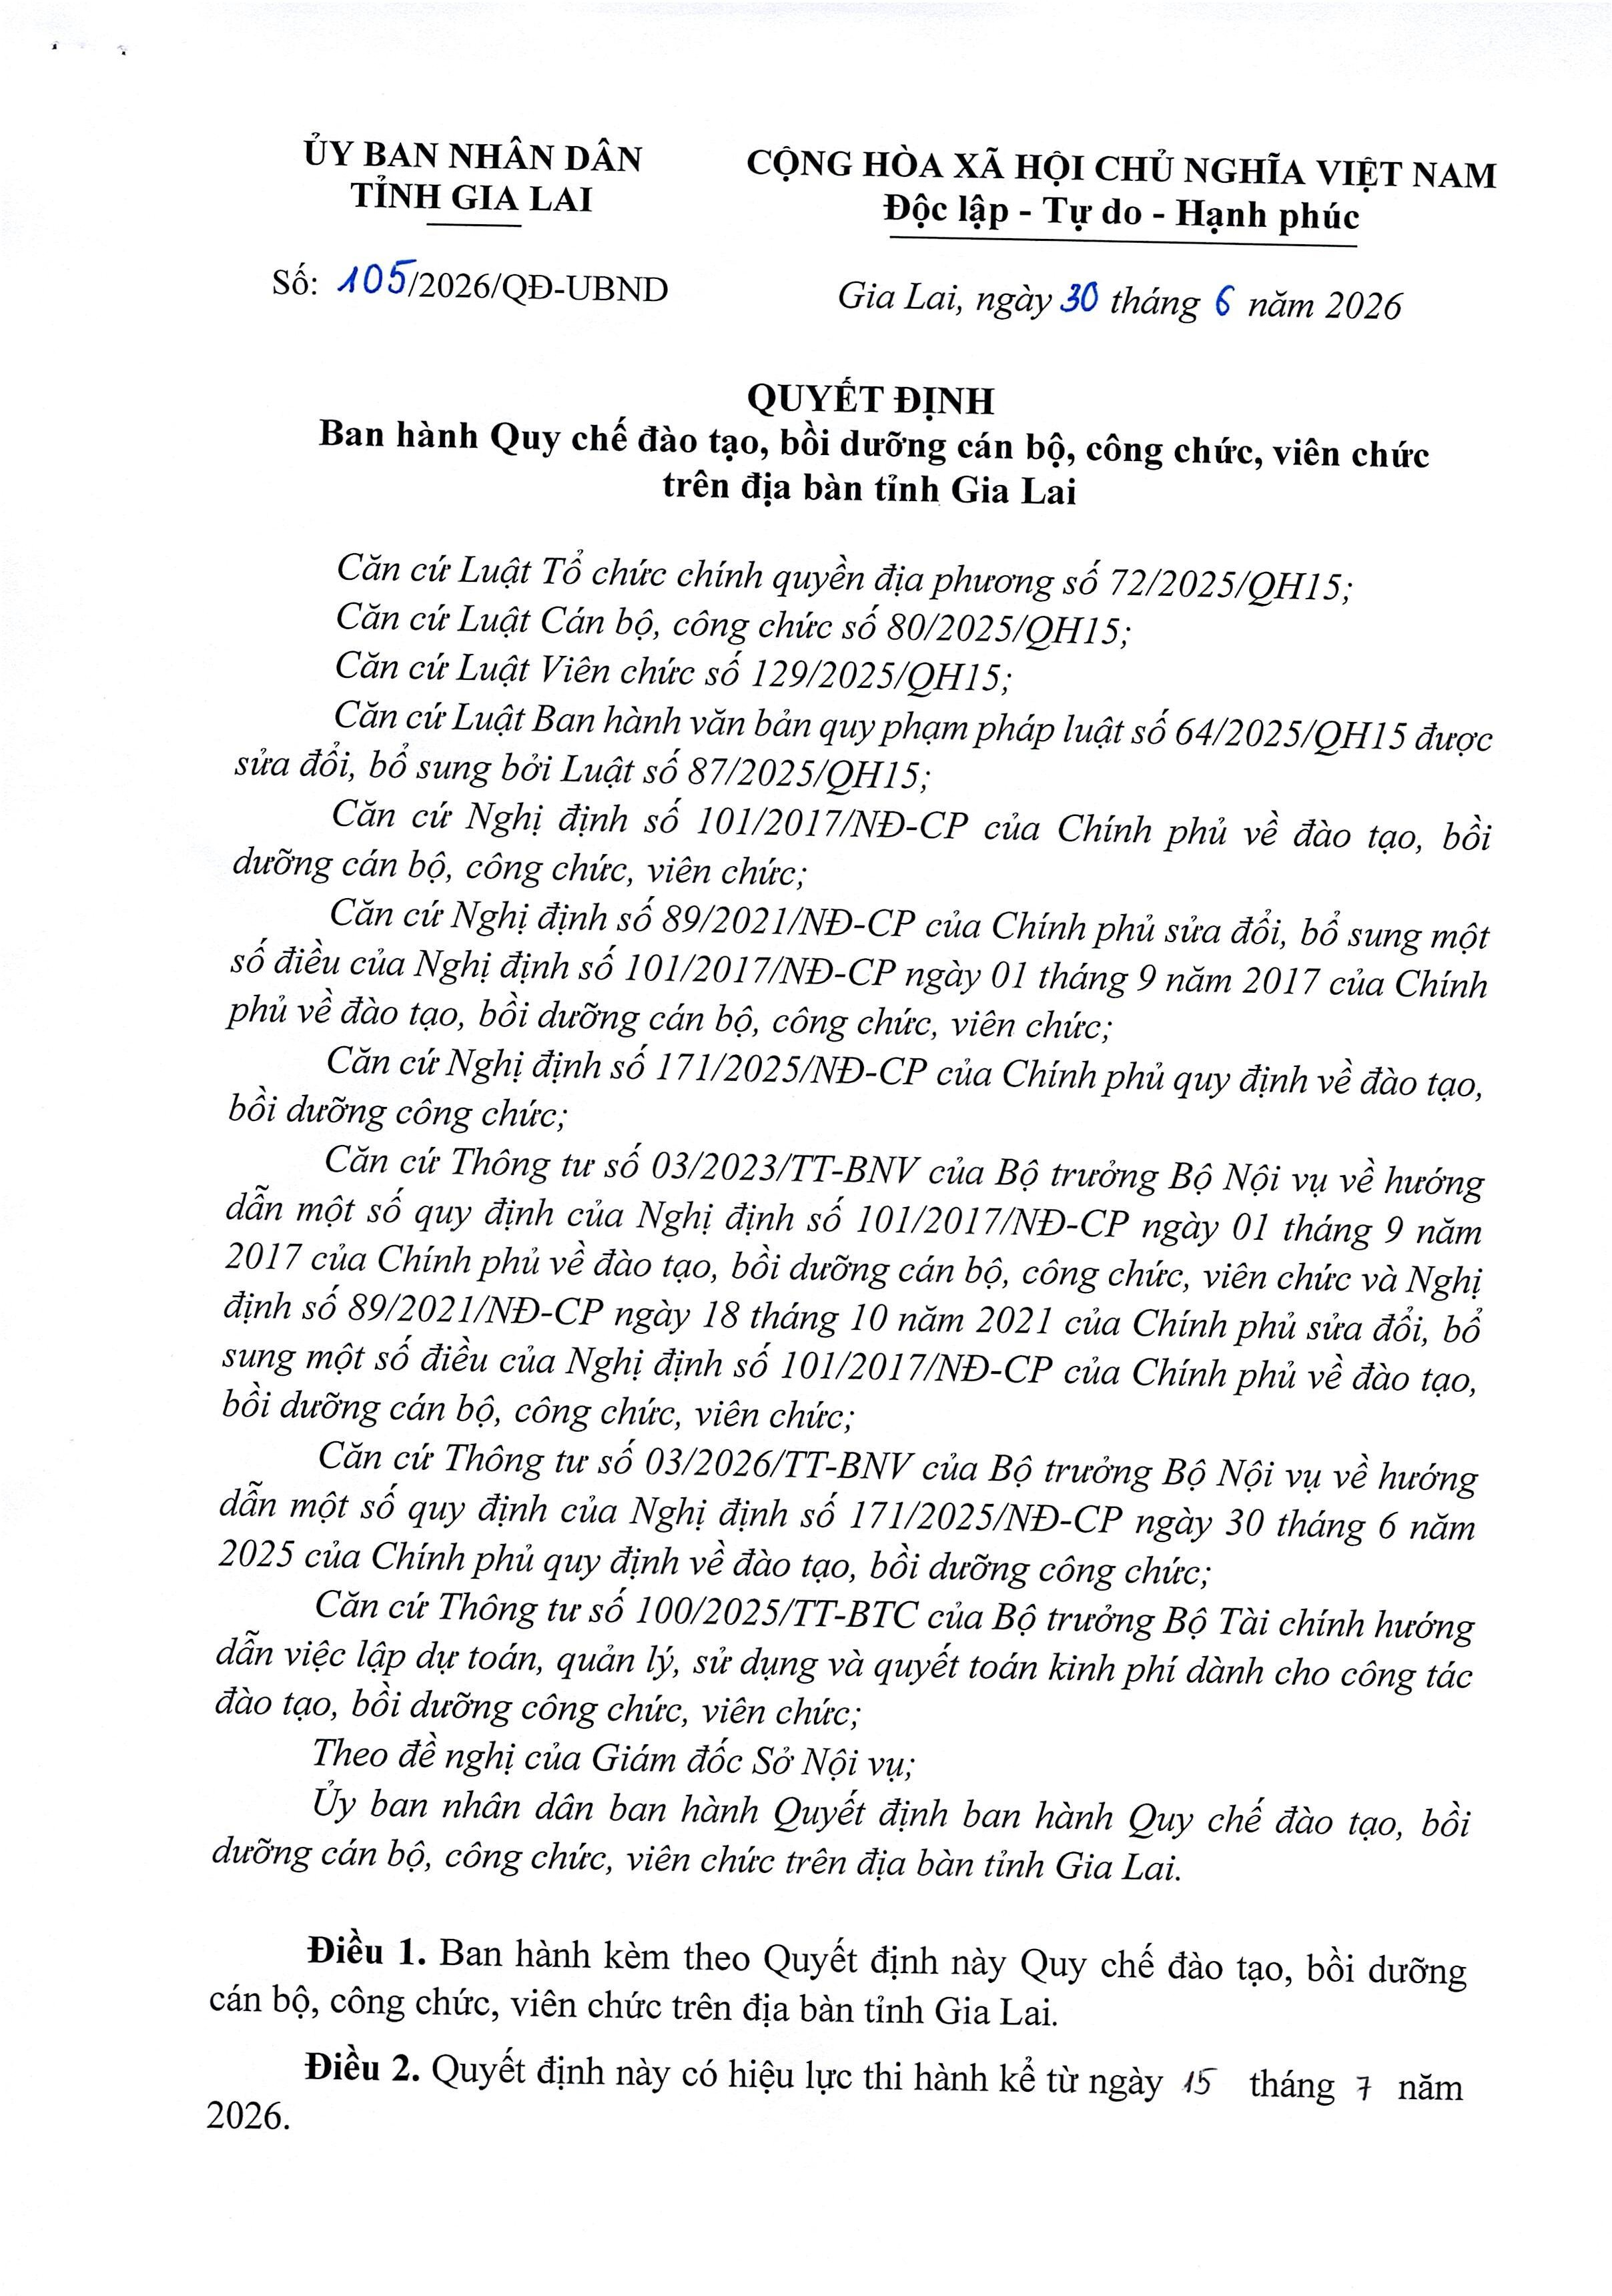 ỦY BAN NHÂN DÂN
TỈNH GIA LAI
CỘNG HÒA XÃ HỘI CHỦ NGHĨA VIỆT NAM
Độc lập - Tự do - Hạnh phúc
Số: 105/2026/QĐ-UBND
Gia Lai, ngày 30 tháng 6 năm 2026
QUYẾT ĐỊNH
Ban hành Quy chế đào tạo, bồi dưỡng cán bộ, công chức, viên chức
trên địa bàn tỉnh Gia Lai
Căn cứ Luật Tổ chức chính quyền địa phương số 72/2025/QH15;
Căn cứ Luật Cán bộ, công chức số 80/2025/QH15;
Căn cứ Luật Viên chức số 129/2025/QH15;
Căn cứ Luật Ban hành văn bản quy phạm pháp luật số 64/2025/QH15 được
sửa đổi, bổ sung bởi Luật số 87/2025/QH15;
Căn cứ Nghị định số 101/2017/NĐ-CP của Chính phủ về đào tạo, bồi
dưỡng cán bộ, công chức, viên chức;
Căn cứ Nghị định số 89/2021/NĐ-CP của Chính phủ sửa đổi, bổ sung một
số điều của Nghị định số 101/2017/NĐ-CP ngày 01 tháng 9 năm 2017 của Chính
phủ về đào tạo, bồi dưỡng cán bộ, công chức, viên chức;
Căn cứ Nghị định số 171/2025/NĐ-CP của Chính phủ quy định về đào tạo,
bồi dưỡng công chức;
Căn cứ Thông tư số 03/2023/TT-BNV của Bộ trưởng Bộ Nội vụ về hướng
dẫn một số quy định của Nghị định số 101/2017/NĐ-CP ngày 01 tháng 9 năm
2017 của Chính phủ về đào tạo, bồi dưỡng cán bộ, công chức, viên chức và Nghị
định số 89/2021/NĐ-CP ngày 18 tháng 10 năm 2021 của Chính phủ sửa đổi, bổ
sung một số điều của Nghị định số 101/2017/NĐ-CP của Chính phủ về đào tạo,
bồi dưỡng cán bộ, công chức, viên chức;
Căn cứ Thông tư số 03/2026/TT-BNV của Bộ trưởng Bộ Nội vụ về hướng
dẫn một số quy định của Nghị định số 171/2025/NĐ-CP ngày 30 tháng 6 năm
2025 của Chính phủ quy định về đào tạo, bồi dưỡng công chức;
Căn cứ Thông tư số 100/2025/TT-BTC của Bộ trưởng Bộ Tài chính hướng
dẫn việc lập dự toán, quản lý, sử dụng và quyết toán kinh phí dành cho công tác
đào tạo, bồi dưỡng công chức, viên chức;
Theo đề nghị của Giám đốc Sở Nội vụ;
Ủy ban nhân dân ban hành Quyết định ban hành Quy chế đào tạo, bồi
dưỡng cán bộ, công chức, viên chức trên địa bàn tỉnh Gia Lai.
Điều 1. Ban hành kèm theo Quyết định này Quy chế đào tạo, bồi dưỡng
cán bộ, công chức, viên chức trên địa bàn tỉnh Gia Lai.
Điều 2. Quyết định này có hiệu lực thi hành kể từ ngày 15 tháng 7 năm
2026.